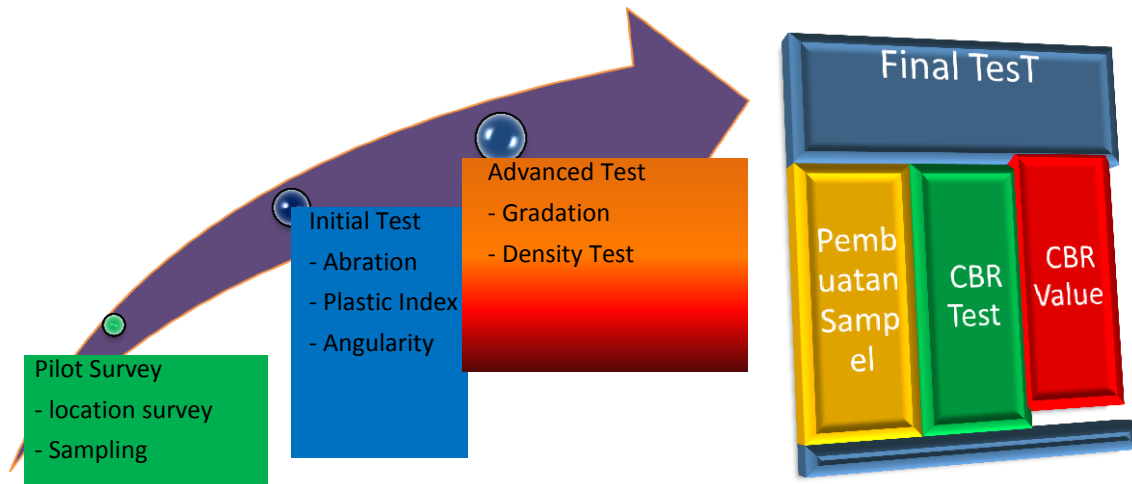 Pilot Survey
- location survey
- Sampling
Initial Test
- Abration
- Plastic Index
- Angularity
Advanced Test
- Gradation
- Density Test
Final TesT
Pemb
uatan
Samp
el
CBR
Test
CBR
Value